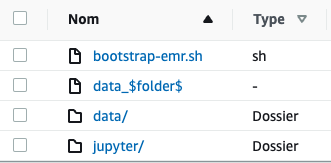 Nom Type
bootstrap-emr.sh sh
data_$folder$ -
data/ Dossier
jupyter/ Dossier